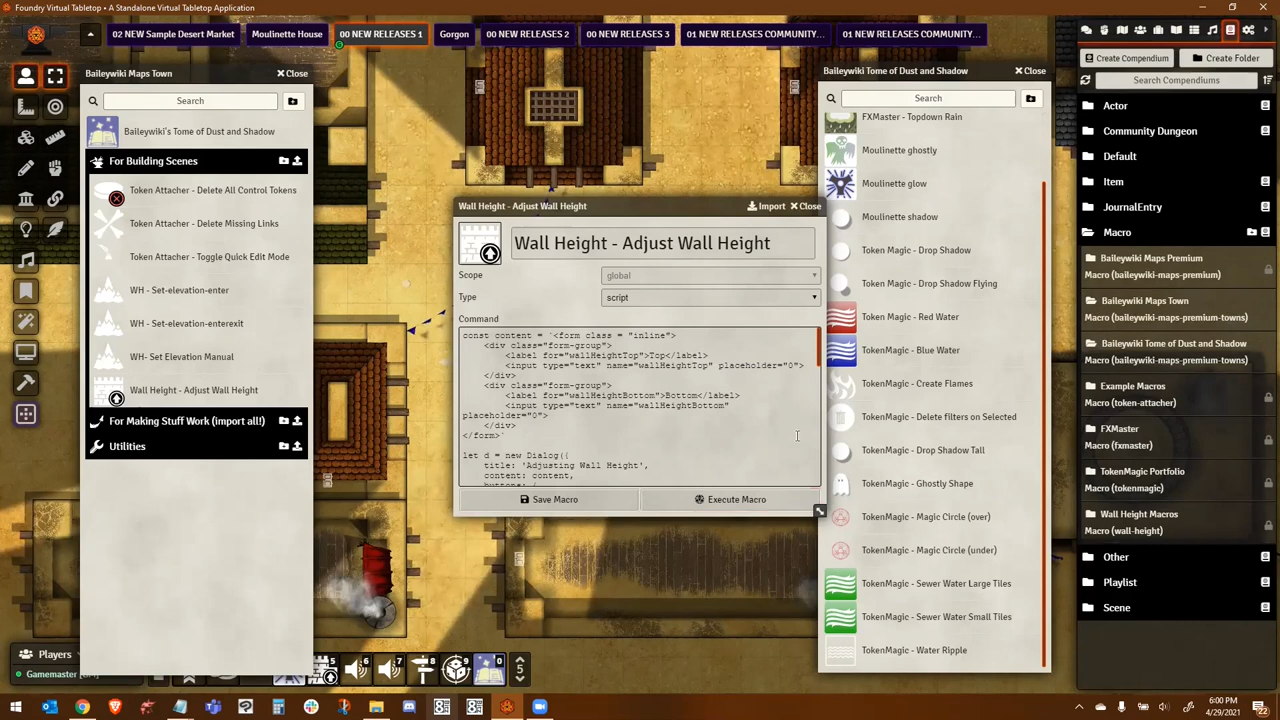 Foundry Virtual Tabletop • A Standalone Virtual Tabletop Application
02 NEW Sample Desert Market
Moulinette House
00 NEW RELEASES 1
Gorgon
00 NEW RELEASES 2
00 NEW RELEASES 3
01 NEW RELEASES COMMUNITY...
01 NEW RELEASES COMMUNITY...
G
Baileywiki Maps Town
Close
Search
Baileywiki's Tome of Dust and Shadow
For Building Scenes
Token Attacher - Delete All Control Tokens
Token Attacher - Delete Missing Links
Token Attacher - Toggle Quick Edit Mode
WH - Set-elevation-enter
WH - Set-elevation-enterexit
WH- Set Elevation Manual
Wall Height - Adjust Wall Height
For Making Stuff Work (import all!)
Utilities
Players
Gamemaster [GM]
5
6
7
8
9
0
5
Wall Height - Adjust Wall Height
Import
Close
Wall Height - Adjust Wall Height
Scope
global
Type
script
Command
const content = `<form class = "inline">
<div class="form-group">
<label for="wallHeightTop">Top</label>
<input type="text" name="wallHeightTop" placeholder="0">
</div>
<div class="form-group">
<label for="wallHeightBottom">Bottom</label>
<input type="text" name="wallHeightBottom"
placeholder="0">
</div>
</form>`
let d = new Dialog({
title: 'Adjusting Wall Height',
content: content,
buttons: {
Save Macro
Execute Macro
Baileywiki Tome of Dust and Shadow
Close
Search
FXMaster - Topdown Rain
Moulinette ghostly
Moulinette glow
Moulinette shadow
Token Magic - Drop Shadow
Token Magic - Drop Shadow Flying
Token Magic - Red Water
TokenMagic - Blue Water
TokenMagic - Create Flames
TokenMagic - Delete filters on Selected
TokenMagic - Drop Shadow Tall
TokenMagic - Ghostly Shape
TokenMagic - Magic Circle (over)
TokenMagic - Magic Circle (under)
TokenMagic - Sewer Water Large Tiles
TokenMagic - Sewer Water Small Tiles
TokenMagic - Water Ripple
Create Compendium
Create Folder
Search Compendiums
Actor
Community Dungeon
Default
Item
JournalEntry
Macro
Baileywiki Maps Premium
Macro (baileywiki-maps-premium)
Baileywiki Maps Town
Macro (baileywiki-maps-premium-towns)
Baileywiki Tome of Dust and Shadow
Macro (baileywiki-maps-premium-towns)
Example Macros
Macro (token-attacher)
FXMaster
Macro (fxmaster)
TokenMagic Portfolio
Macro (tokenmagic)
Wall Height Macros
Macro (wall-height)
Other
Playlist
Scene
6:00 PM
4/29/2021
22